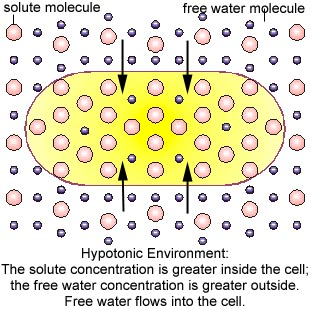 solute molecule free water molecule
Hypotonic Environment:
The solute concentration is greater inside the cell;
the free water concentration is greater outside.
Free water flows into the cell.